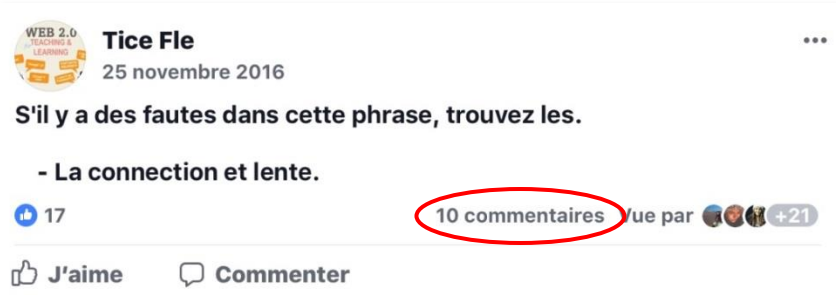 WEB 2.0
TEACHING &
LEARNING
Tice Fle
25 novembre 2016
S'il y a des fautes dans cette phrase, trouvez les.
- La connection et lente.
17
10 commentaires Vue par +21
J'aime Commenter